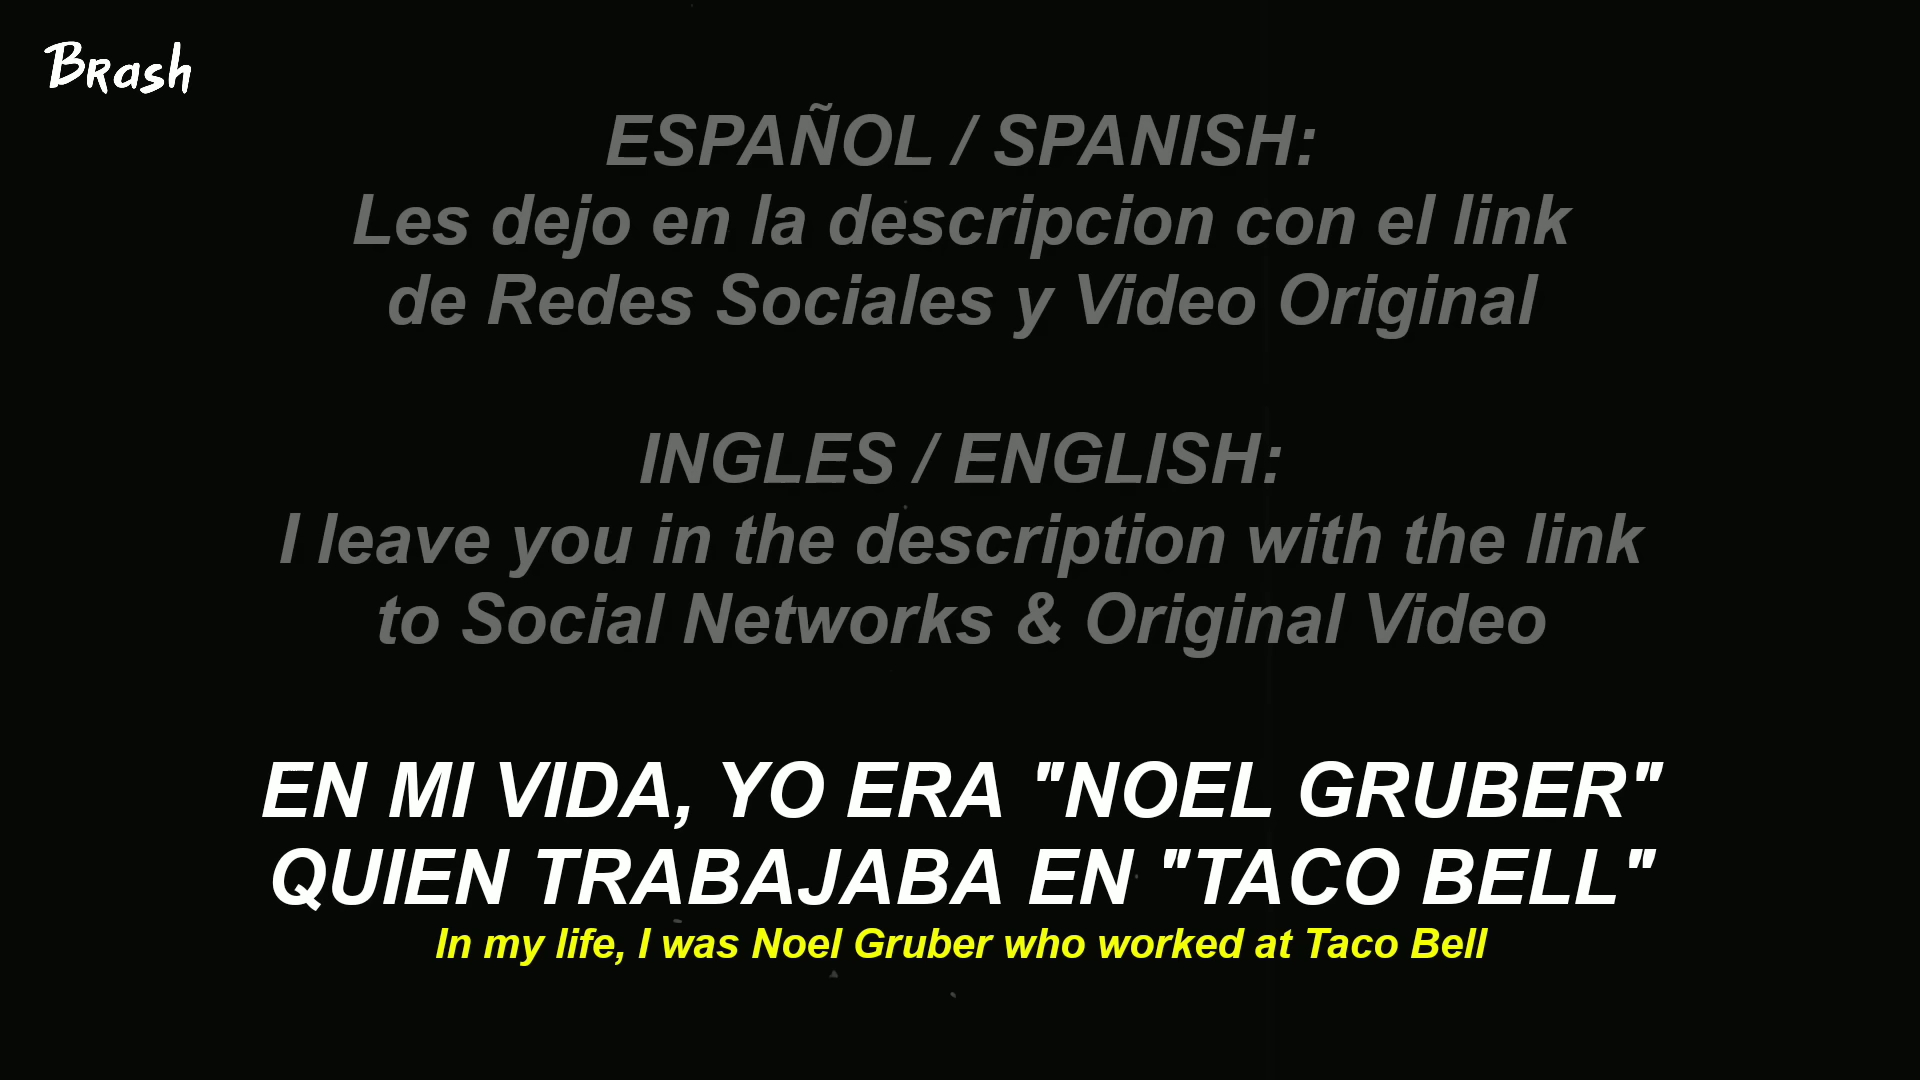 Brash
ESPAÑOL / SPANISH:
Les dejo en la descripcion con el link
de Redes Sociales y Video Original
INGLES / ENGLISH:
I leave you in the description with the link
to Social Networks & Original Video
EN MI VIDA, YO ERA "NOEL GRUBER"
QUIEN TRABAJABA EN "TACO BELL"
In my life, I was Noel Gruber who worked at Taco Bell